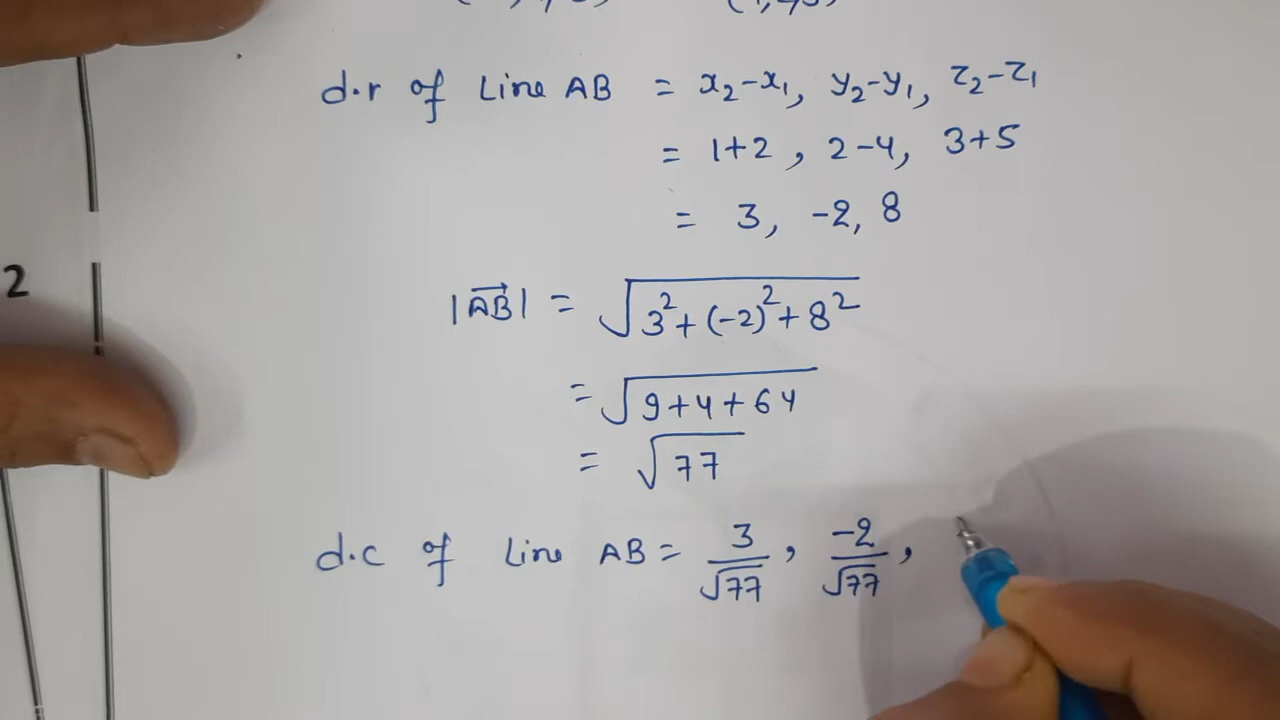 d.r of Line AB = x₂-x₁, y₂-y₁, z₂-z₁
= 1+2, 2-4, 3+5
= 3, -2, 8
2
|AB→| = √(3²+(-2)²+8²)
= √(9+4+64)
= √77
d.c of Line AB = 3/√77, -2/√77,